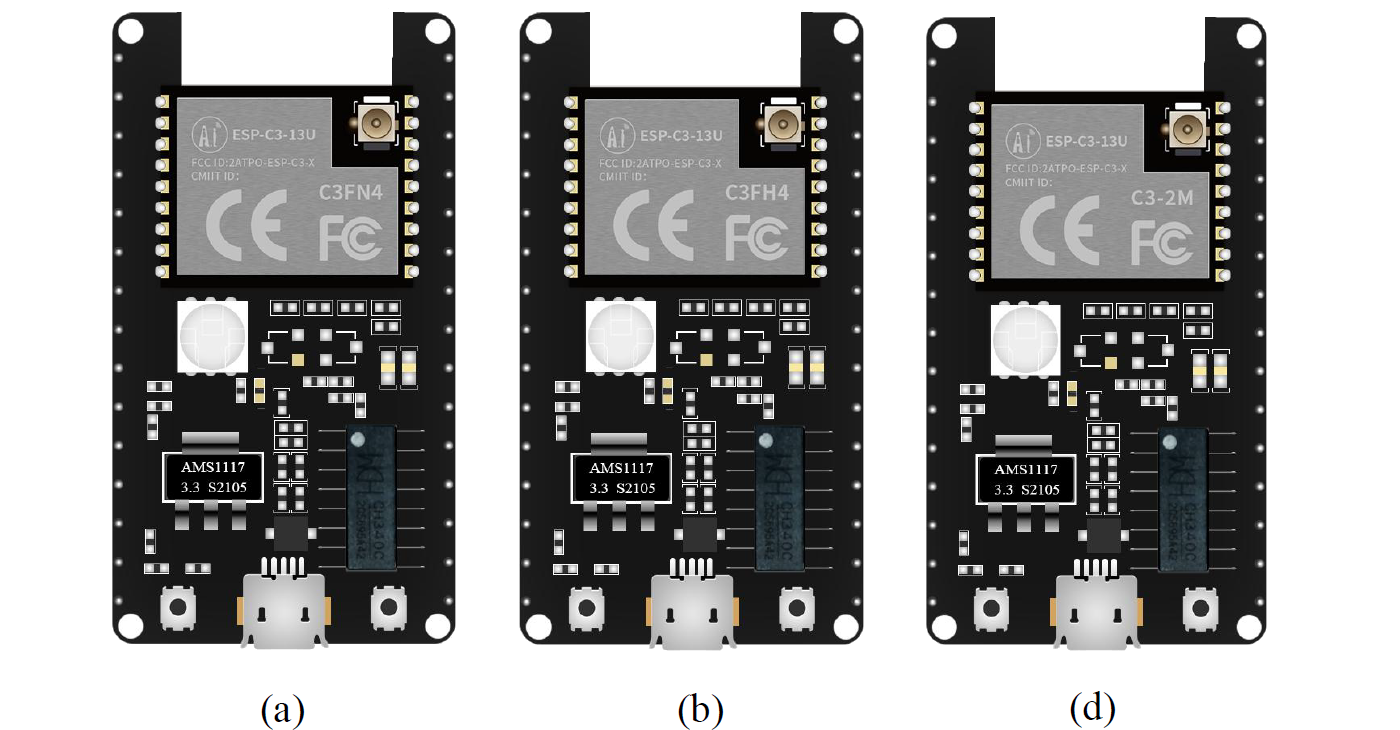 Ai ESP-C3-13U
FCC ID:2ATPO-ESP-C3-X
CMIIT ID:
C3FN4
CE FC
AMS1117
3.3 S2105
WCH
CH340C
(a)
Ai ESP-C3-13U
FCC ID:2ATPO-ESP-C3-X
CMIIT ID:
C3FH4
CE FC
AMS1117
3.3 S2105
WCH
CH340C
(b)
Ai ESP-C3-13U
FCC ID:2ATPO-ESP-C3-X
CMIIT ID:
C3-2M
CE FC
AMS1117
3.3 S2105
WCH
CH340C
(d)